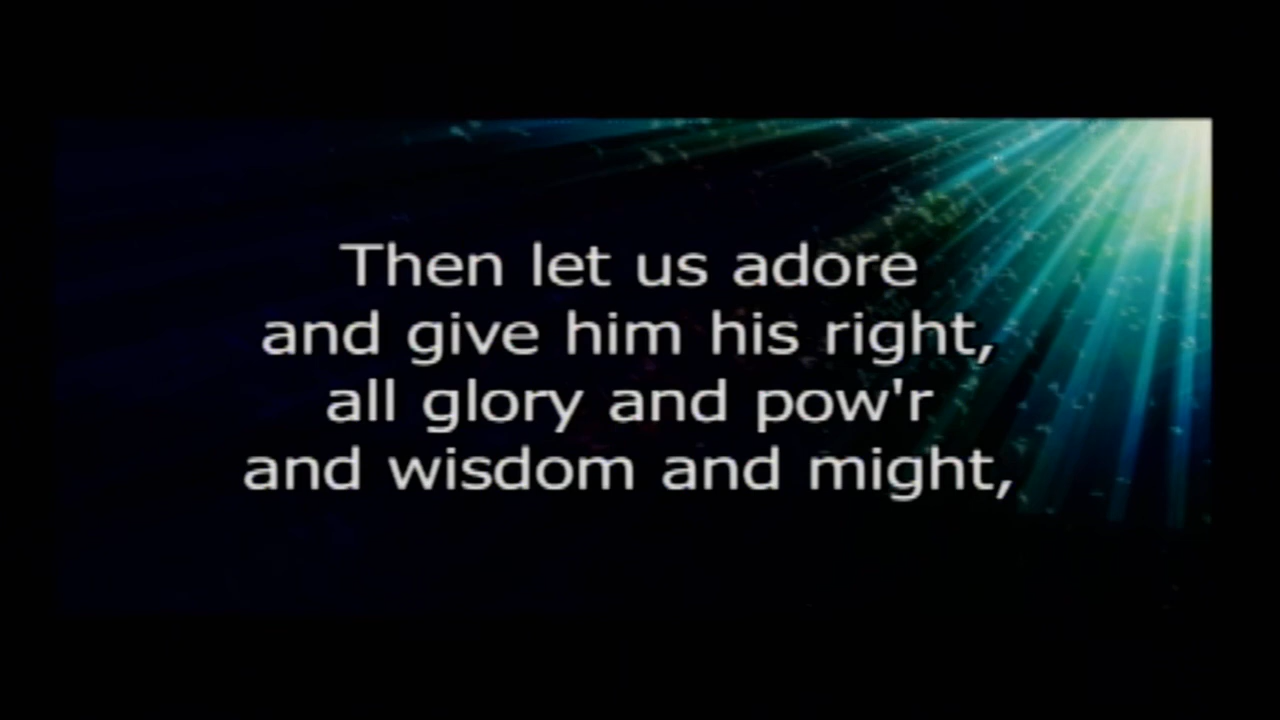 Then let us adore
and give him his right,
all glory and pow'r
and wisdom and might,